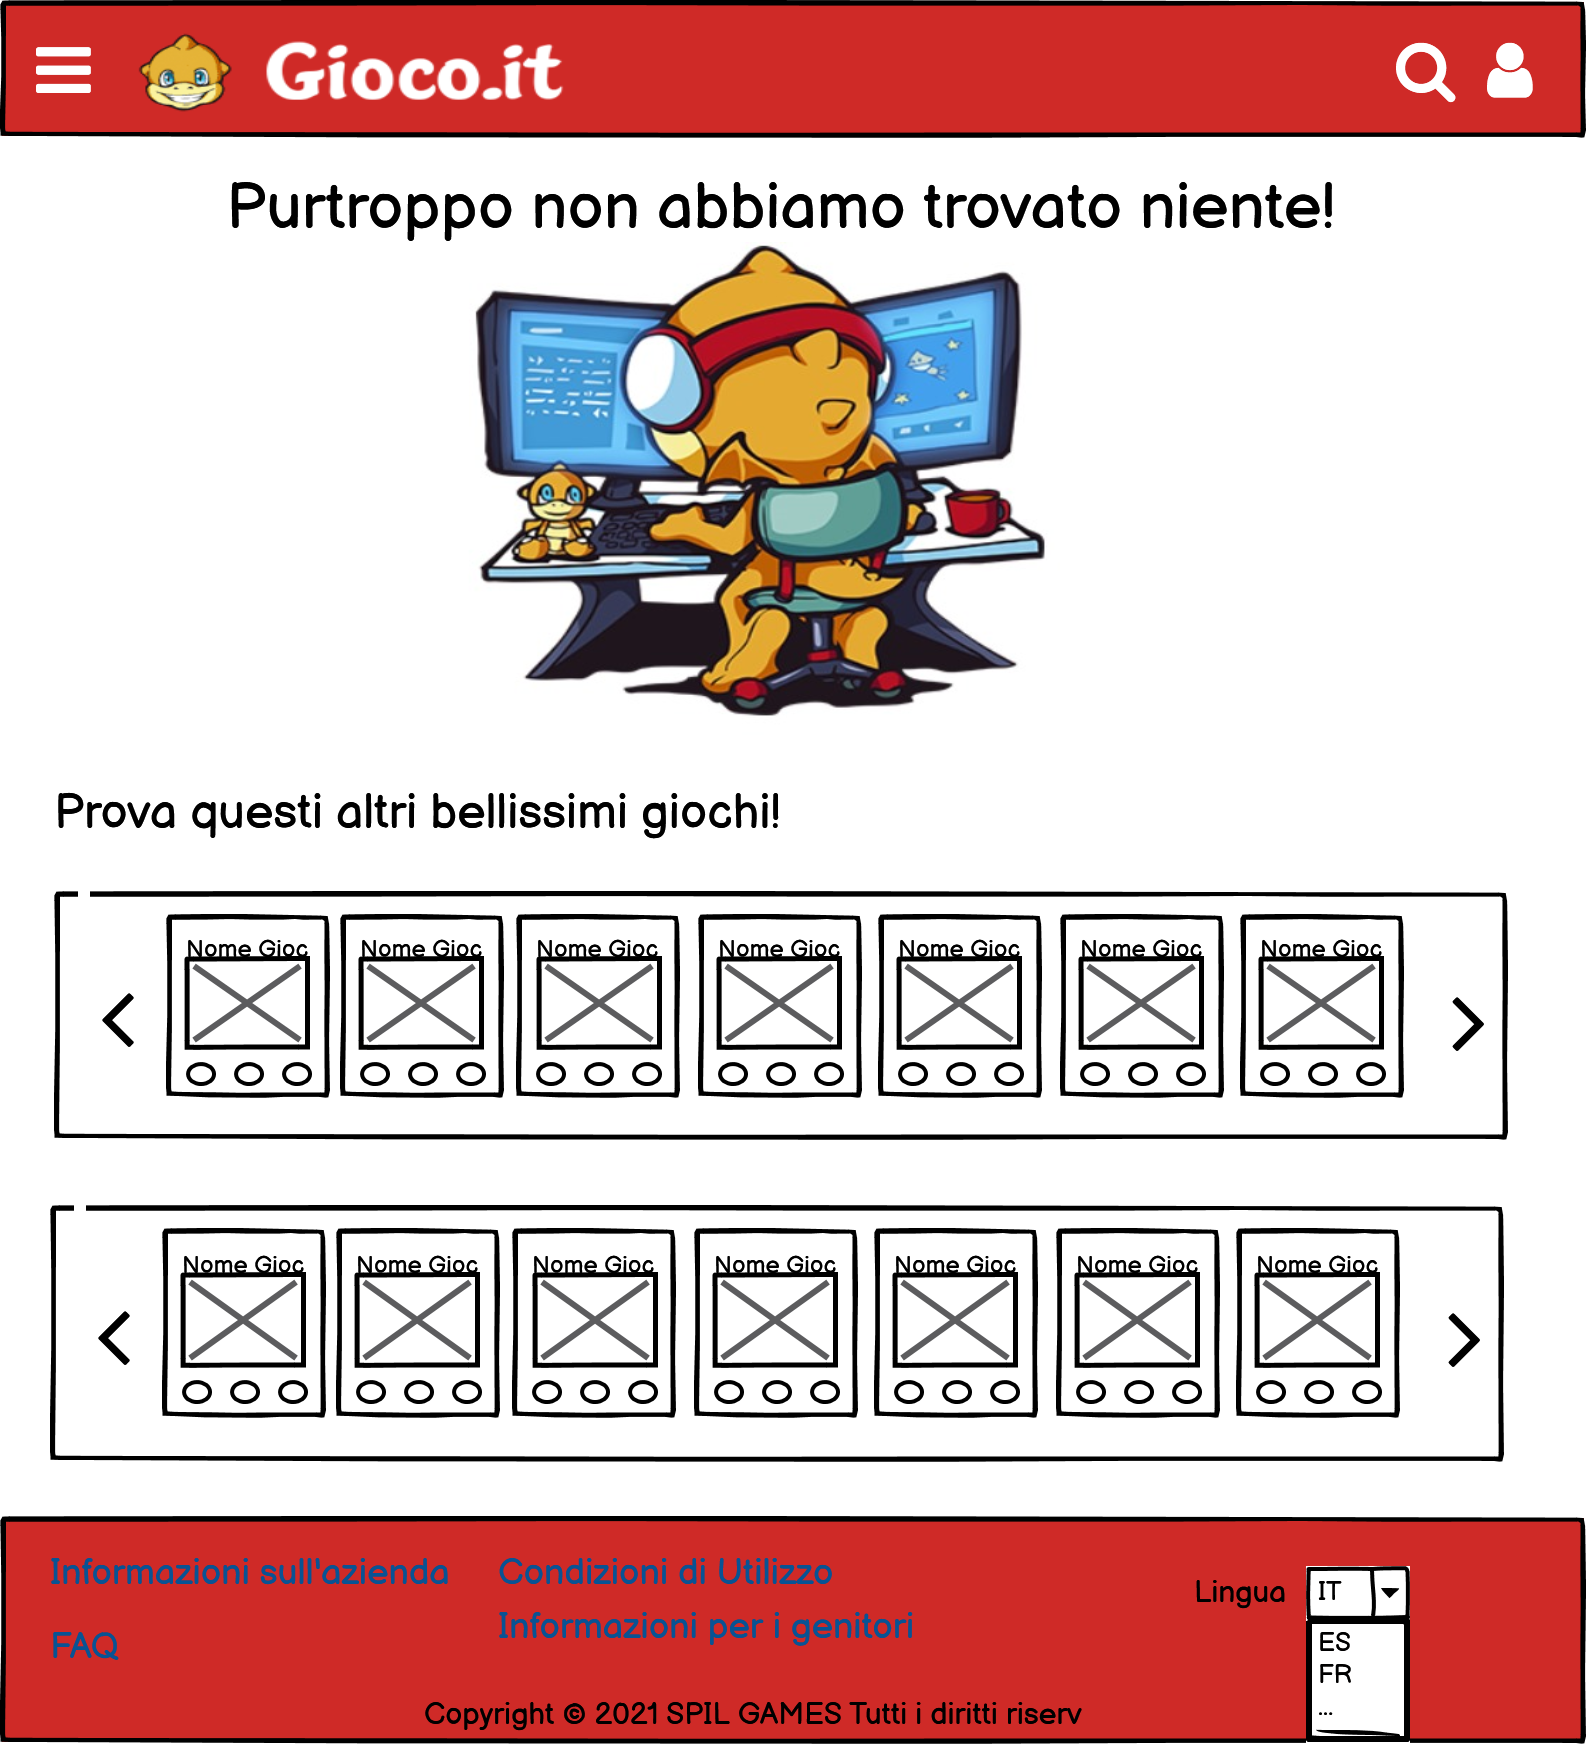 Gioco.it
Purtroppo non abbiamo trovato niente!
Prova questi altri bellissimi giochi!
Nome Gioc Nome Gioc Nome Gioc Nome Gioc Nome Gioc Nome Gioc Nome Gioc
Nome Gioc Nome Gioc Nome Gioc Nome Gioc Nome Gioc Nome Gioc Nome Gioc
Informazioni sull'azienda
Condizioni di Utilizzo
Informazioni per i genitori
FAQ
Lingua IT
ES
FR
...
Copyright © 2021 SPIL GAMES Tutti i diritti riserv